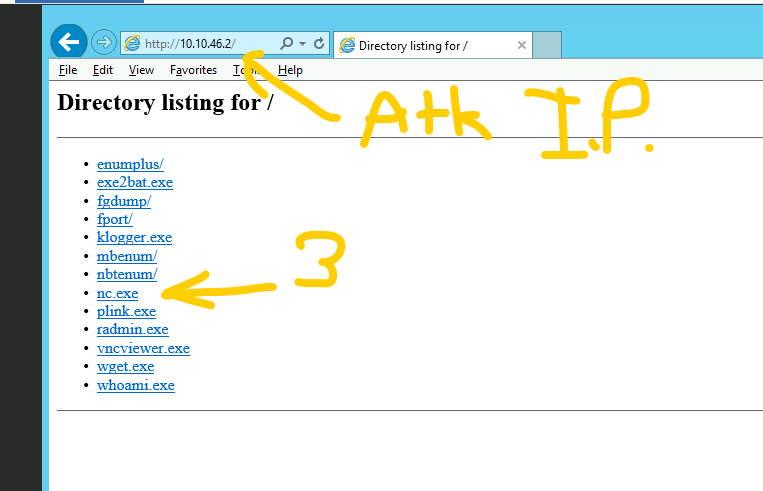 http://10.10.46.2/
Directory listing for /
File Edit View Favorites Help
Directory listing for /
Atk I.P.
enumplus/
exe2bat.exe
fgdump/
fport/
klogger.exe
mbenum/
nbtenum/
nc.exe
3
plink.exe
radmin.exe
vncviewer.exe
wget.exe
whoami.exe